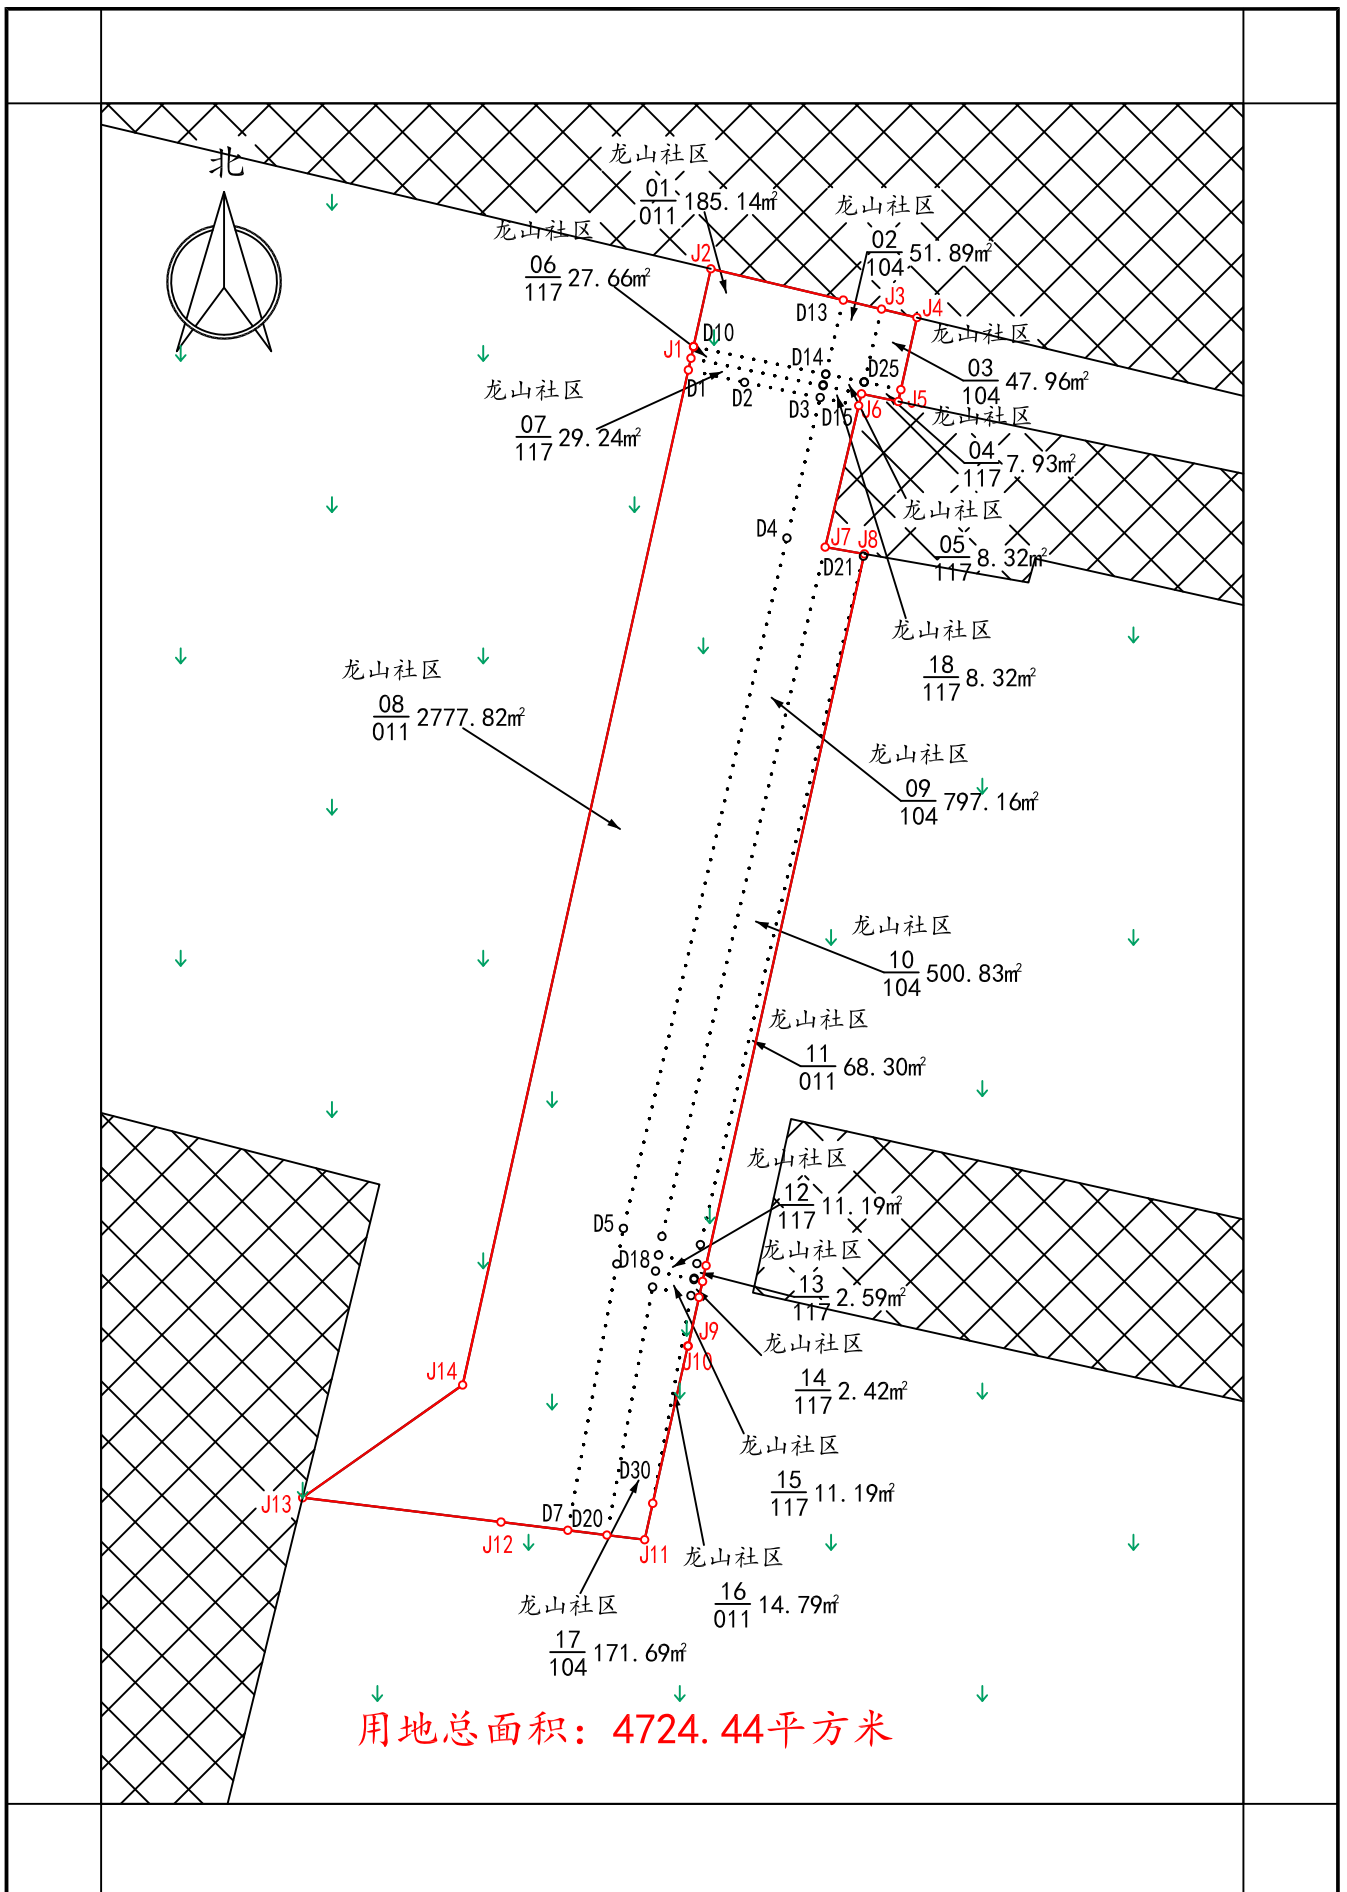 北
龙山社区
01 185.14㎡
011
龙山社区
02 51.89㎡
104
龙山社区
06 27.66㎡
117
J2
D13
J3
J4
龙山社区
03 47.96㎡
104
D10
J1
D1
D2
D14
D3
D25
D15
J6
J5
龙山社区
07 29.24㎡
117
龙山社区
04 7.93㎡
117
龙山社区
05 8.32㎡
117
D4
J7
J8
D21
龙山社区
18 8.32㎡
117
龙山社区
08 2777.82㎡
011
龙山社区
09 797.16㎡
104
龙山社区
10 500.83㎡
104
龙山社区
11 68.30㎡
011
龙山社区
12 11.19㎡
117
D5
D18
龙山社区
13 2.59㎡
117
J9
J10
龙山社区
14 2.42㎡
117
J14
龙山社区
15 11.19㎡
117
D30
J13
D7
D20
J12
J11
龙山社区
16 14.79㎡
011
龙山社区
17 171.69㎡
104
用地总面积：4724.44平方米